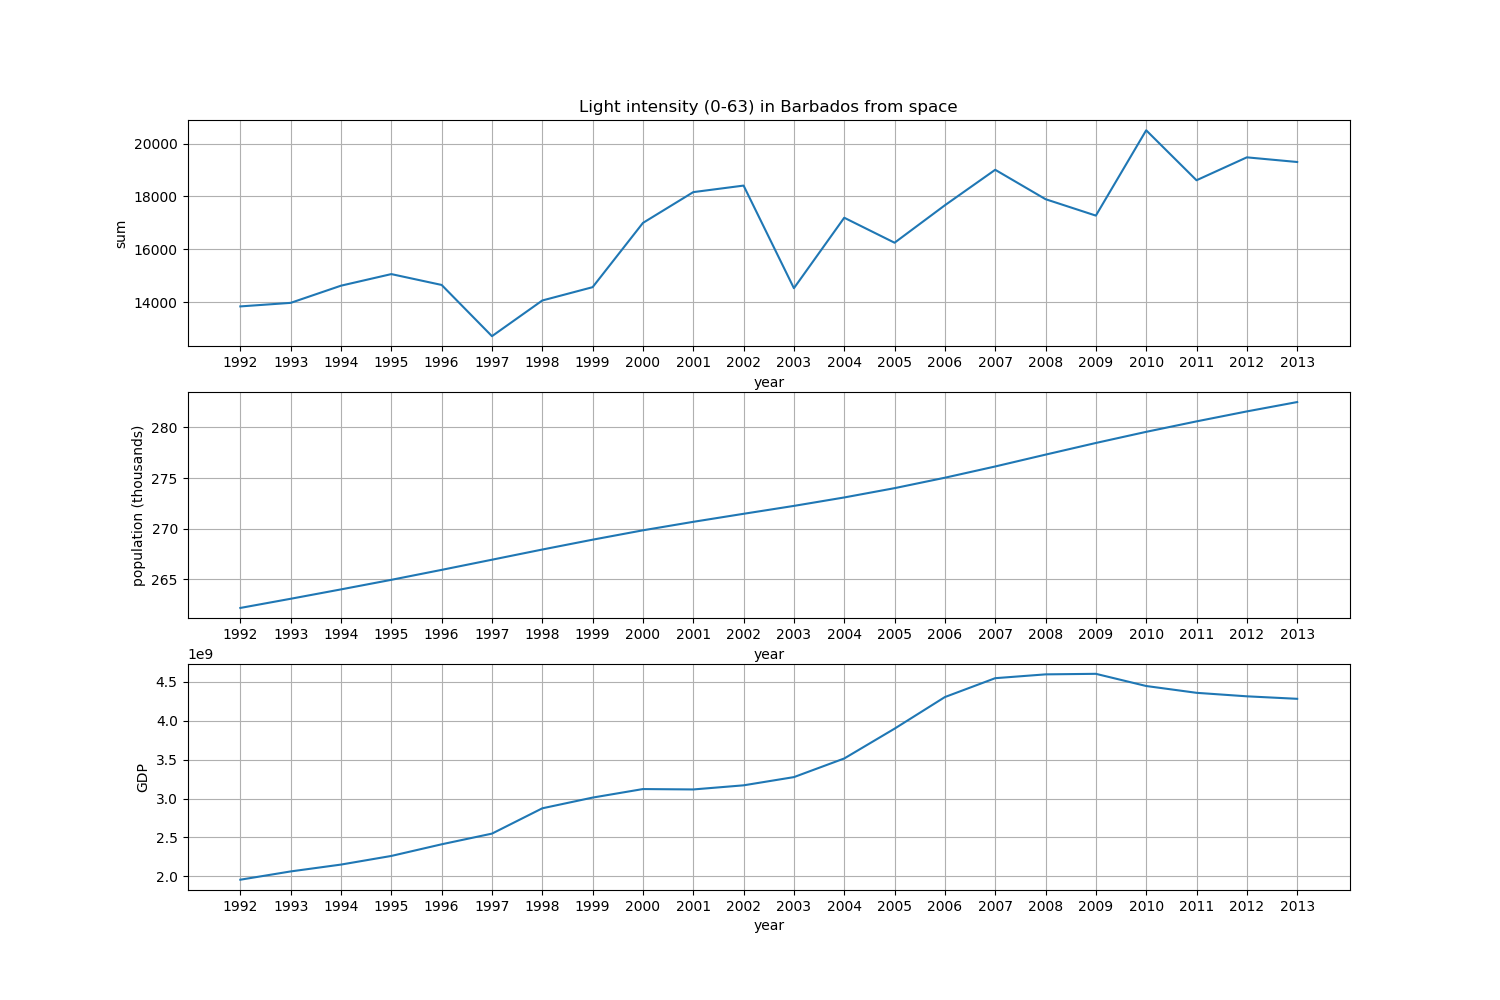 Light intensity (0-63) in Barbados from space
20000
18000
16000
14000
sum
1992 1993 1994 1995 1996 1997 1998 1999 2000 2001 2002 2003 2004 2005 2006 2007 2008 2009 2010 2011 2012 2013
year
280
275
270
265
population (thousands)
1992 1993 1994 1995 1996 1997 1998 1999 2000 2001 2002 2003 2004 2005 2006 2007 2008 2009 2010 2011 2012 2013
year
1e9
4.5
4.0
3.5
3.0
2.5
2.0
GDP
1992 1993 1994 1995 1996 1997 1998 1999 2000 2001 2002 2003 2004 2005 2006 2007 2008 2009 2010 2011 2012 2013
year